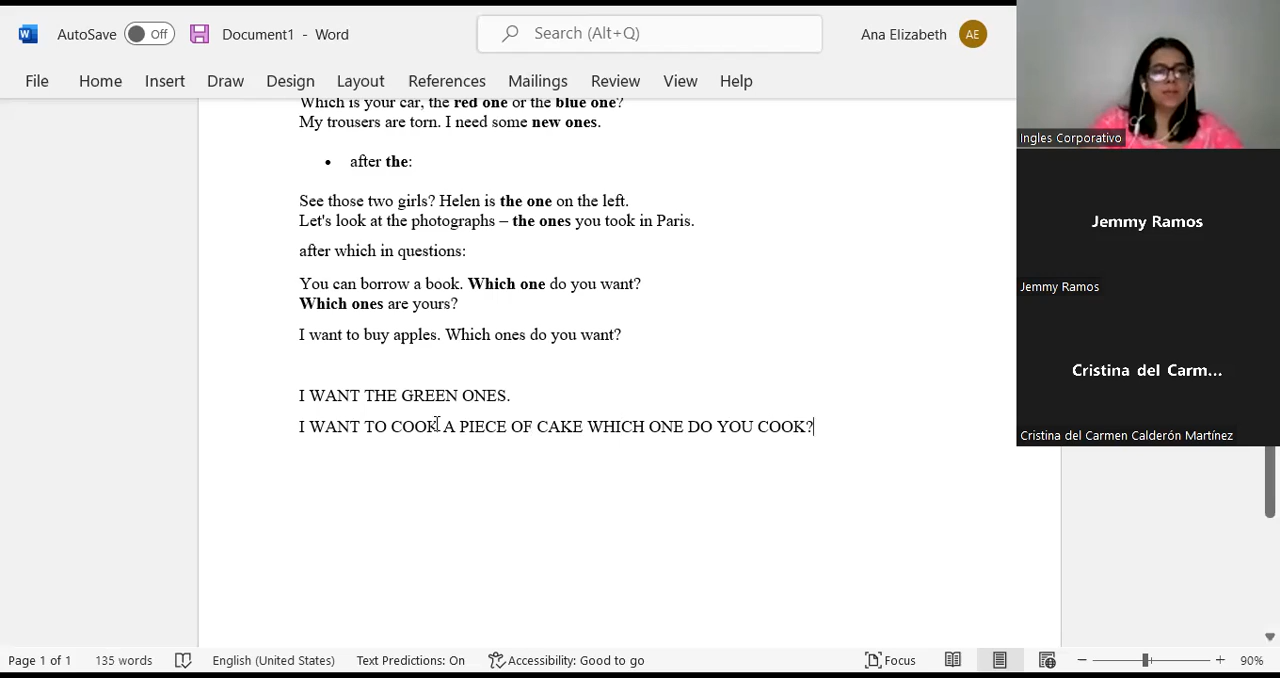 AutoSave Off Document1 - Word Search (Alt+Q) Ana Elizabeth AE
File Home Insert Draw Design Layout References Mailings Review View Help
Which is your car, the red one or the blue one?
My trousers are torn. I need some new ones.
• after the:
See those two girls? Helen is the one on the left.
Let's look at the photographs – the ones you took in Paris.
after which in questions:
You can borrow a book. Which one do you want?
Which ones are yours?
I want to buy apples. Which ones do you want?
I WANT THE GREEN ONES.
I WANT TO COOK A PIECE OF CAKE WHICH ONE DO YOU COOK?
Ingles Corporativo
Jemmy Ramos
Jemmy Ramos
Cristina del Carm...
Cristina del Carmen Calderón Martínez
Page 1 of 1 135 words English (United States) Text Predictions: On Accessibility: Good to go Focus 90%